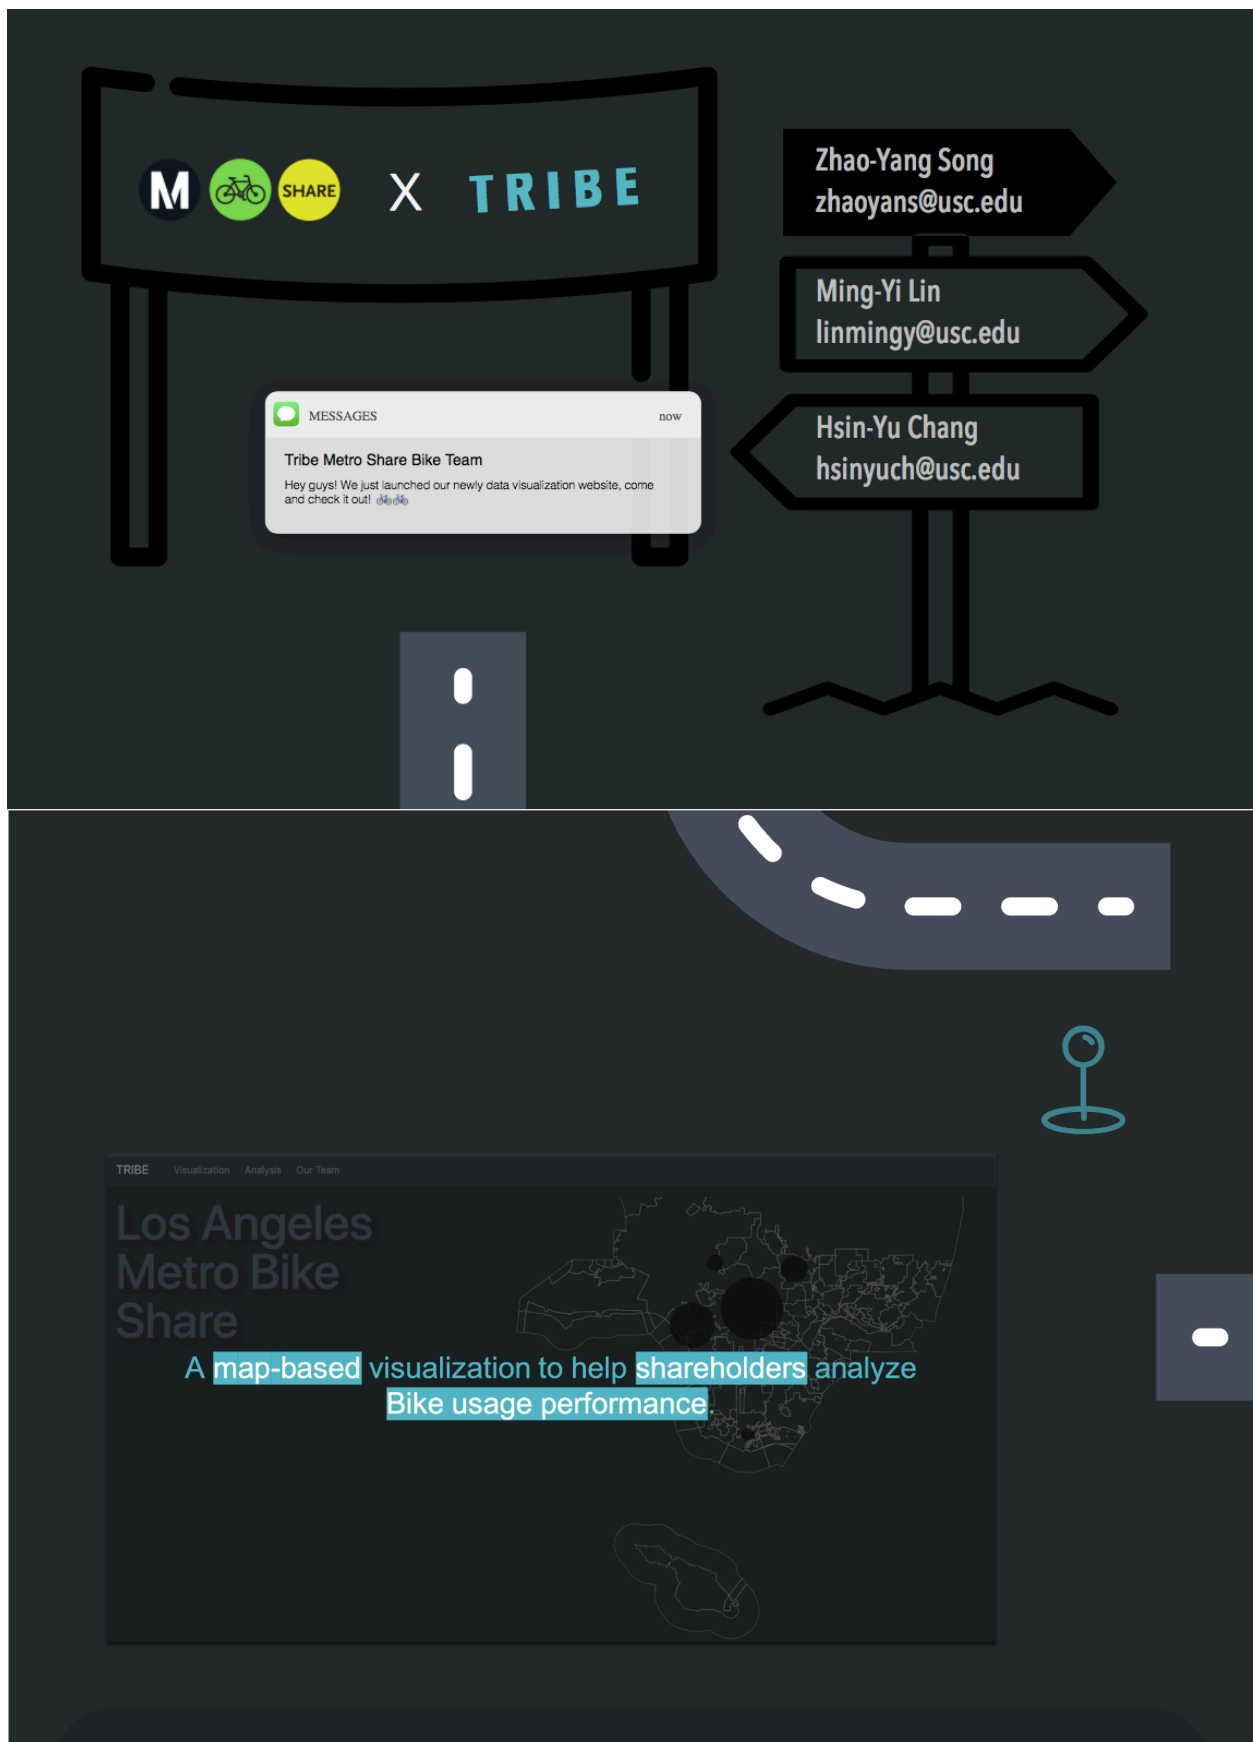 M SHARE X TRIBE
Zhao-Yang Song
zhaoyans@usc.edu
Ming-Yi Lin
linmingy@usc.edu
Hsin-Yu Chang
hsinyuch@usc.edu
MESSAGES now
Tribe Metro Share Bike Team
Hey guys! We just launched our newly data visualization website, come
and check it out! 🚲🚲
TRIBE Visualization Analysis Our Team
Los Angeles
Metro Bike
Share
A map-based visualization to help shareholders analyze
Bike usage performance.